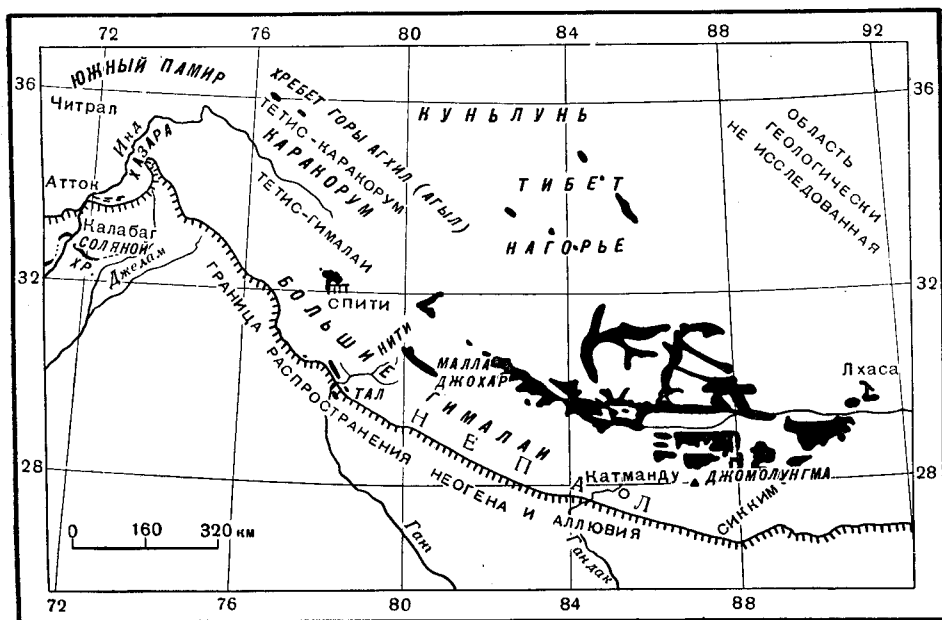 72 76 80 84 88 92
36 36
ЮЖНЫЙ ПАМИР
Читрал
Инд
ХАЗАРА
ХРЕБЕТ ГОРЫ АГХИЛ (АГЫЛ)
ТЕТИС-КАРАКОРУМ
КАРАКОРУМ
ТЕТИС-ГИМАЛАИ
КУНЬЛУНЬ
ТИБЕТ
НАГОРЬЕ
ОБЛАСТЬ
ГЕОЛОГИЧЕСКИ
НЕ ИССЛЕДОВАННАЯ
Атток
Калабаг
СОЛЯНОЙ
ХР.
Джелам
32 32
СПИТИ
БОЛЬШИЕ
ГИМАЛАИ
НИТИ
ТАЛ
МАЛЛА
ДЖОХАР
Лхаса
ГРАНИЦА
РАСПРОСТРАНЕНИЯ
НЕОГЕНА И АЛЛЮВИЯ
НЕПАЛ
28 28
Катманду
ДЖОМОЛУНГМА
СИККИМ
0 160 320 км
Ганг
Гандак
72 76 80 84 88